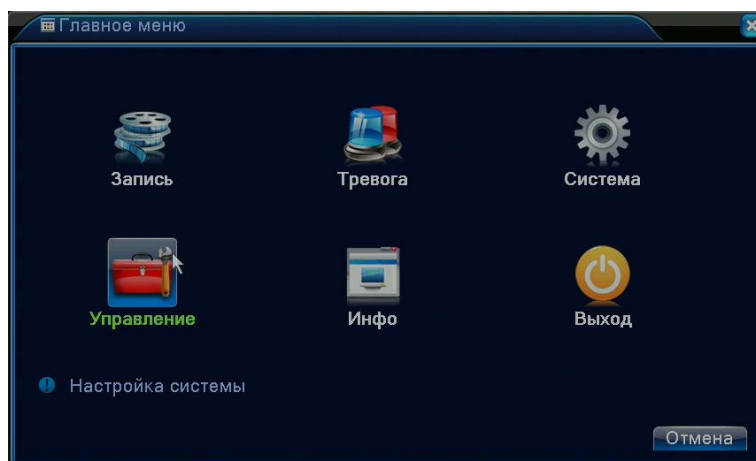 Главное меню
Запись Тревога Система
Управление Инфо Выход
Настройка системы
Отмена